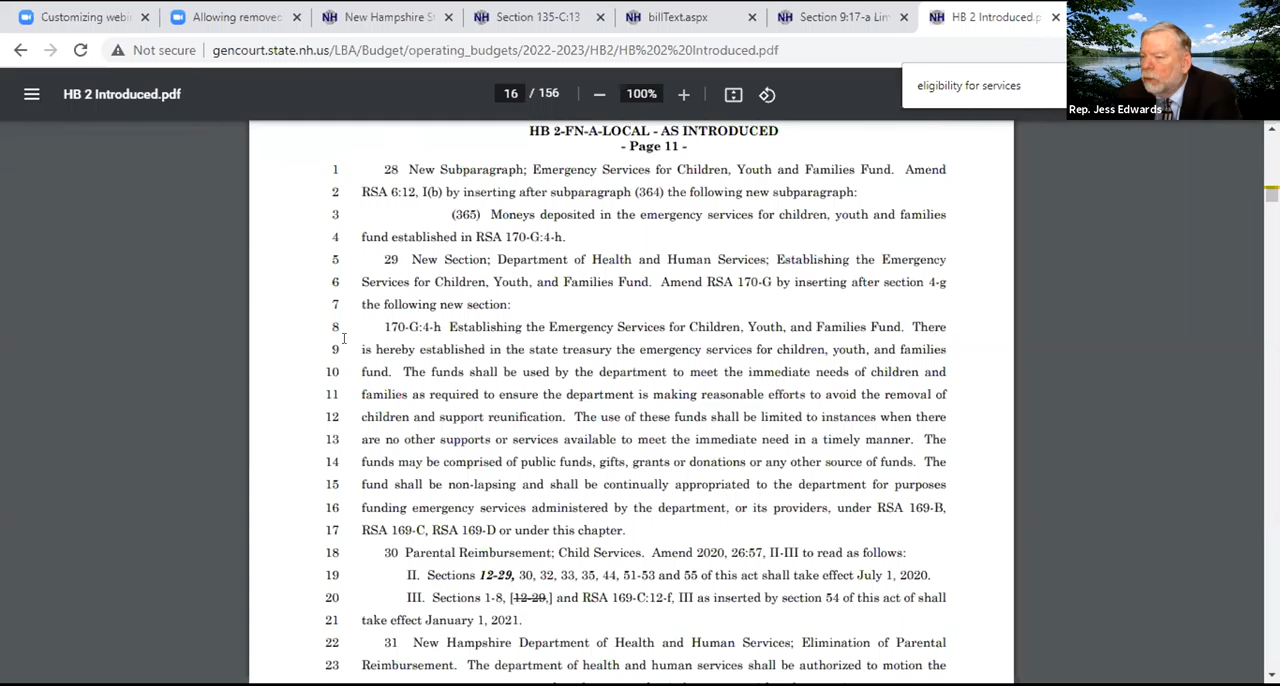 Customizing webi
Allowing removed
New Hampshire S
Section 135-C:13
billText.aspx
Section 9:17-a Lim
HB 2 Introduced.p
Not secure
gencourt.state.nh.us/LBA/Budget/operating_budgets/2022-2023/HB2/HB%202%20Introduced.pdf
eligibility for services
Rep. Jess Edwards
HB 2 Introduced.pdf
16 / 156
100%
HB 2-FN-A-LOCAL - AS INTRODUCED
- Page 11 -
1 28 New Subparagraph; Emergency Services for Children, Youth and Families Fund. Amend
2 RSA 6:12, I(b) by inserting after subparagraph (364) the following new subparagraph:
3 (365) Moneys deposited in the emergency services for children, youth and families
4 fund established in RSA 170-G:4-h.
5 29 New Section; Department of Health and Human Services; Establishing the Emergency
6 Services for Children, Youth, and Families Fund. Amend RSA 170-G by inserting after section 4-g
7 the following new section:
8 170-G:4-h Establishing the Emergency Services for Children, Youth, and Families Fund. There
9 is hereby established in the state treasury the emergency services for children, youth, and families
10 fund. The funds shall be used by the department to meet the immediate needs of children and
11 families as required to ensure the department is making reasonable efforts to avoid the removal of
12 children and support reunification. The use of these funds shall be limited to instances when there
13 are no other supports or services available to meet the immediate need in a timely manner. The
14 funds may be comprised of public funds, gifts, grants or donations or any other source of funds. The
15 fund shall be non-lapsing and shall be continually appropriated to the department for purposes
16 funding emergency services administered by the department, or its providers, under RSA 169-B,
17 RSA 169-C, RSA 169-D or under this chapter.
18 30 Parental Reimbursement; Child Services. Amend 2020, 26:57, II-III to read as follows:
19 II. Sections 12-29, 30, 32, 33, 35, 44, 51-53 and 55 of this act shall take effect July 1, 2020.
20 III. Sections 1-8, [12-29,] and RSA 169-C:12-f, III as inserted by section 54 of this act of shall
21 take effect January 1, 2021.
22 31 New Hampshire Department of Health and Human Services; Elimination of Parental
23 Reimbursement. The department of health and human services shall be authorized to motion the